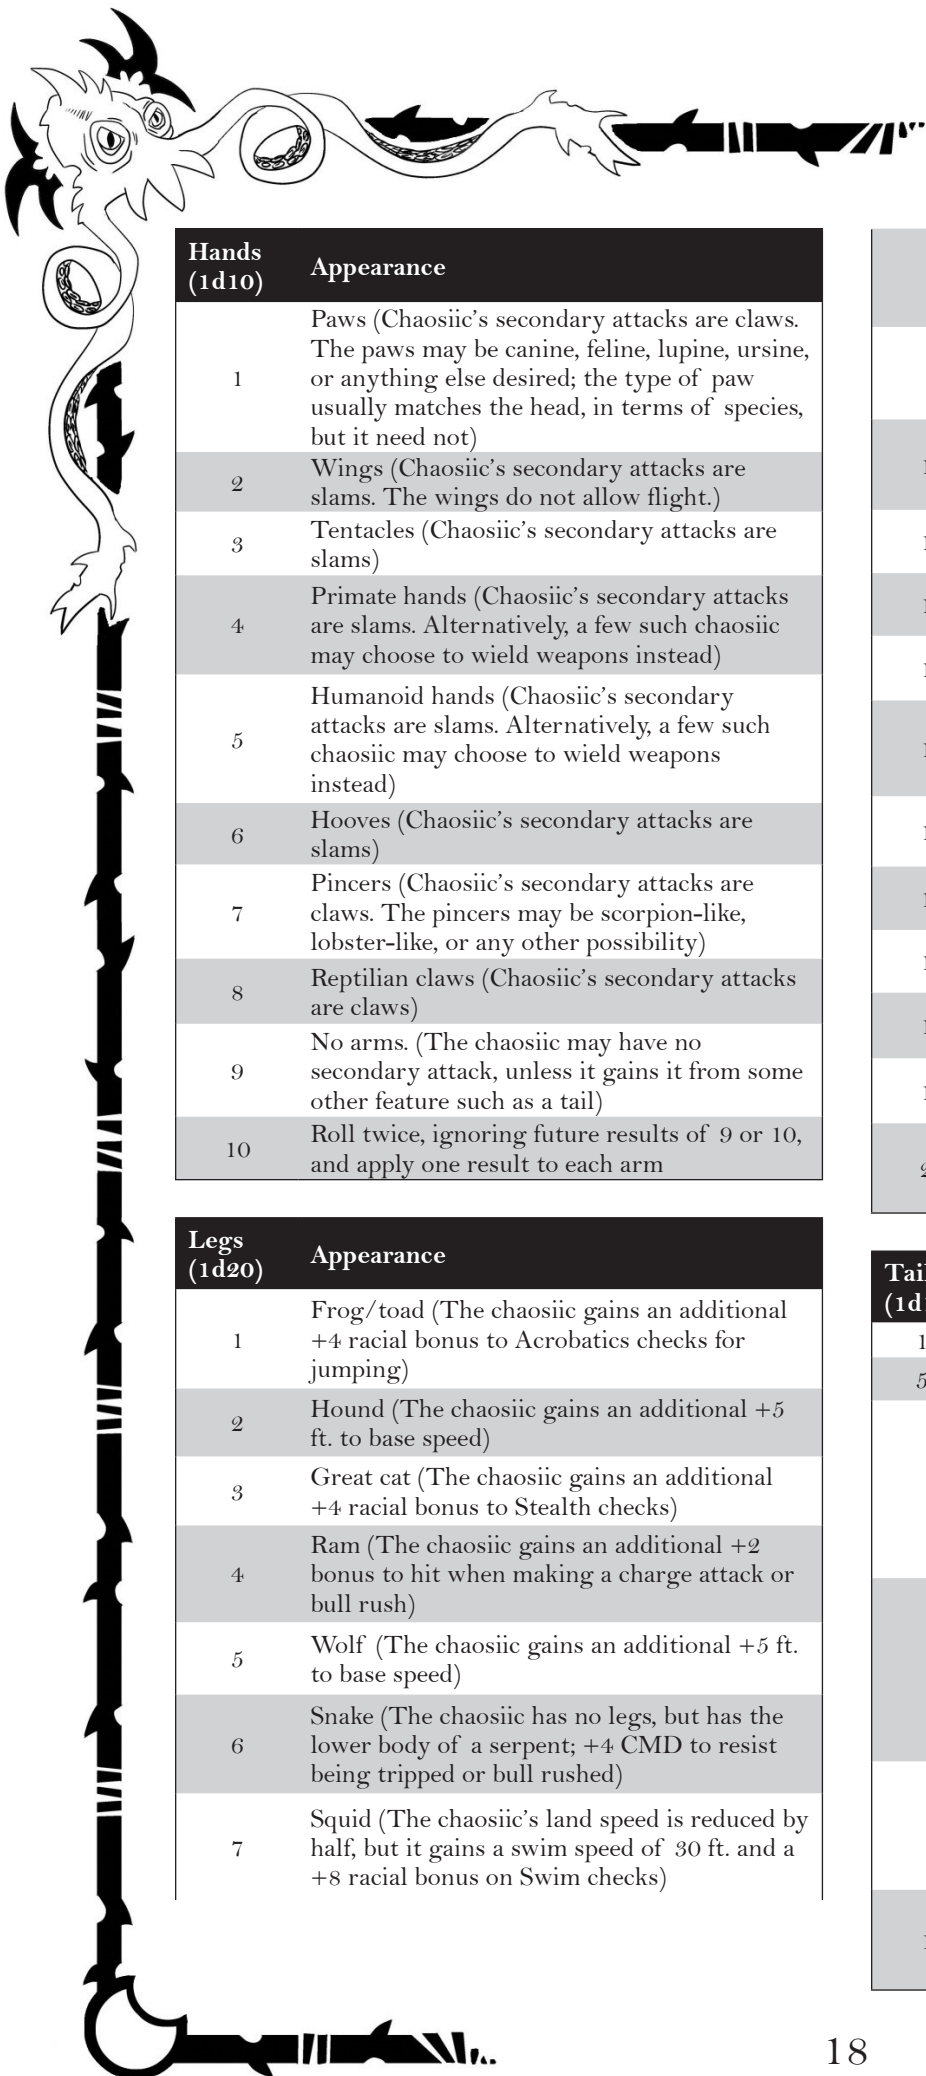 Hands
(1d10)
Appearance
1
Paws (Chaosiic's secondary attacks are claws.
The paws may be canine, feline, lupine, ursine,
or anything else desired; the type of paw
usually matches the head, in terms of species,
but it need not)
2
Wings (Chaosiic's secondary attacks are
slams. The wings do not allow flight.)
3
Tentacles (Chaosiic's secondary attacks are
slams)
4
Primate hands (Chaosiic's secondary attacks
are slams. Alternatively, a few such chaosiic
may choose to wield weapons instead)
5
Humanoid hands (Chaosiic's secondary
attacks are slams. Alternatively, a few such
chaosiic may choose to wield weapons
instead)
6
Hooves (Chaosiic's secondary attacks are
slams)
7
Pincers (Chaosiic's secondary attacks are
claws. The pincers may be scorpion-like,
lobster-like, or any other possibility)
8
Reptilian claws (Chaosiic's secondary attacks
are claws)
9
No arms. (The chaosiic may have no
secondary attack, unless it gains it from some
other feature such as a tail)
10
Roll twice, ignoring future results of 9 or 10,
and apply one result to each arm
Legs
(1d20)
Appearance
1
Frog/toad (The chaosiic gains an additional
+4 racial bonus to Acrobatics checks for
jumping)
2
Hound (The chaosiic gains an additional +5
ft. to base speed)
3
Great cat (The chaosiic gains an additional
+4 racial bonus to Stealth checks)
4
Ram (The chaosiic gains an additional +2
bonus to hit when making a charge attack or
bull rush)
5
Wolf (The chaosiic gains an additional +5 ft.
to base speed)
6
Snake (The chaosiic has no legs, but has the
lower body of a serpent; +4 CMD to resist
being tripped or bull rushed)
7
Squid (The chaosiic's land speed is reduced by
half, but it gains a swim speed of 30 ft. and a
+8 racial bonus on Swim checks)
18